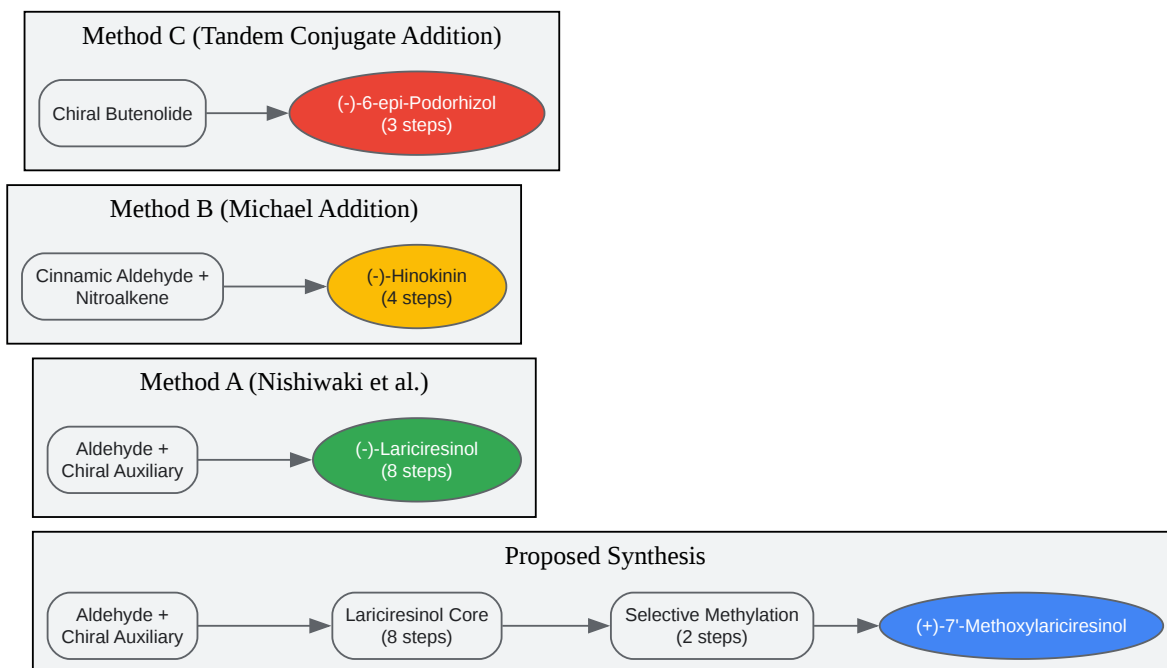 Method C (Tandem Conjugate Addition)
Chiral Butenolide
(-)-6-epi-Podorhizol
(3 steps)
Method B (Michael Addition)
Cinnamic Aldehyde +
Nitroalkene
(-)-Hinokinin
(4 steps)
Method A (Nishiwaki et al.)
Aldehyde +
Chiral Auxiliary
(-)-Lariciresinol
(8 steps)
Proposed Synthesis
Aldehyde +
Chiral Auxiliary
Lariciresinol Core
(8 steps)
Selective Methylation
(2 steps)
(+)-7'-Methoxylariciresinol